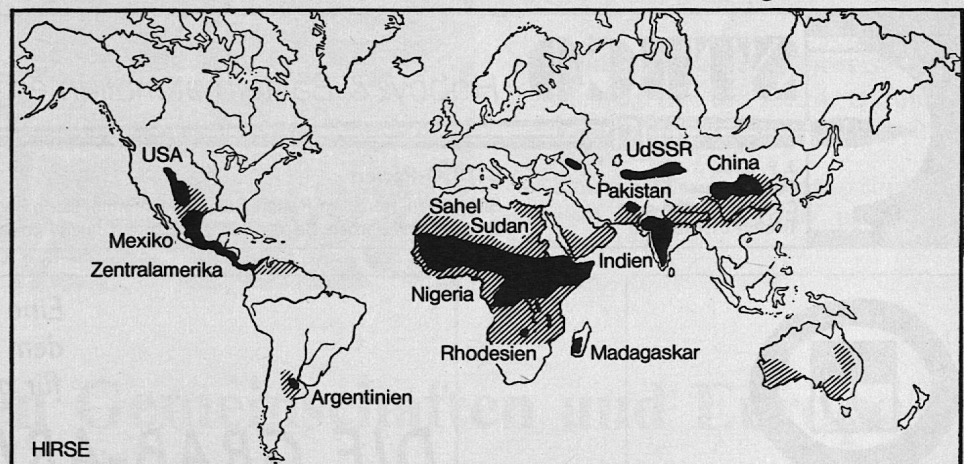 USA
UdSSR
China
Pakistan
Sahel
Sudan
Mexiko
Zentralamerika
Indien
Nigeria
Rhodesien
Madagaskar
Argentinien
HIRSE